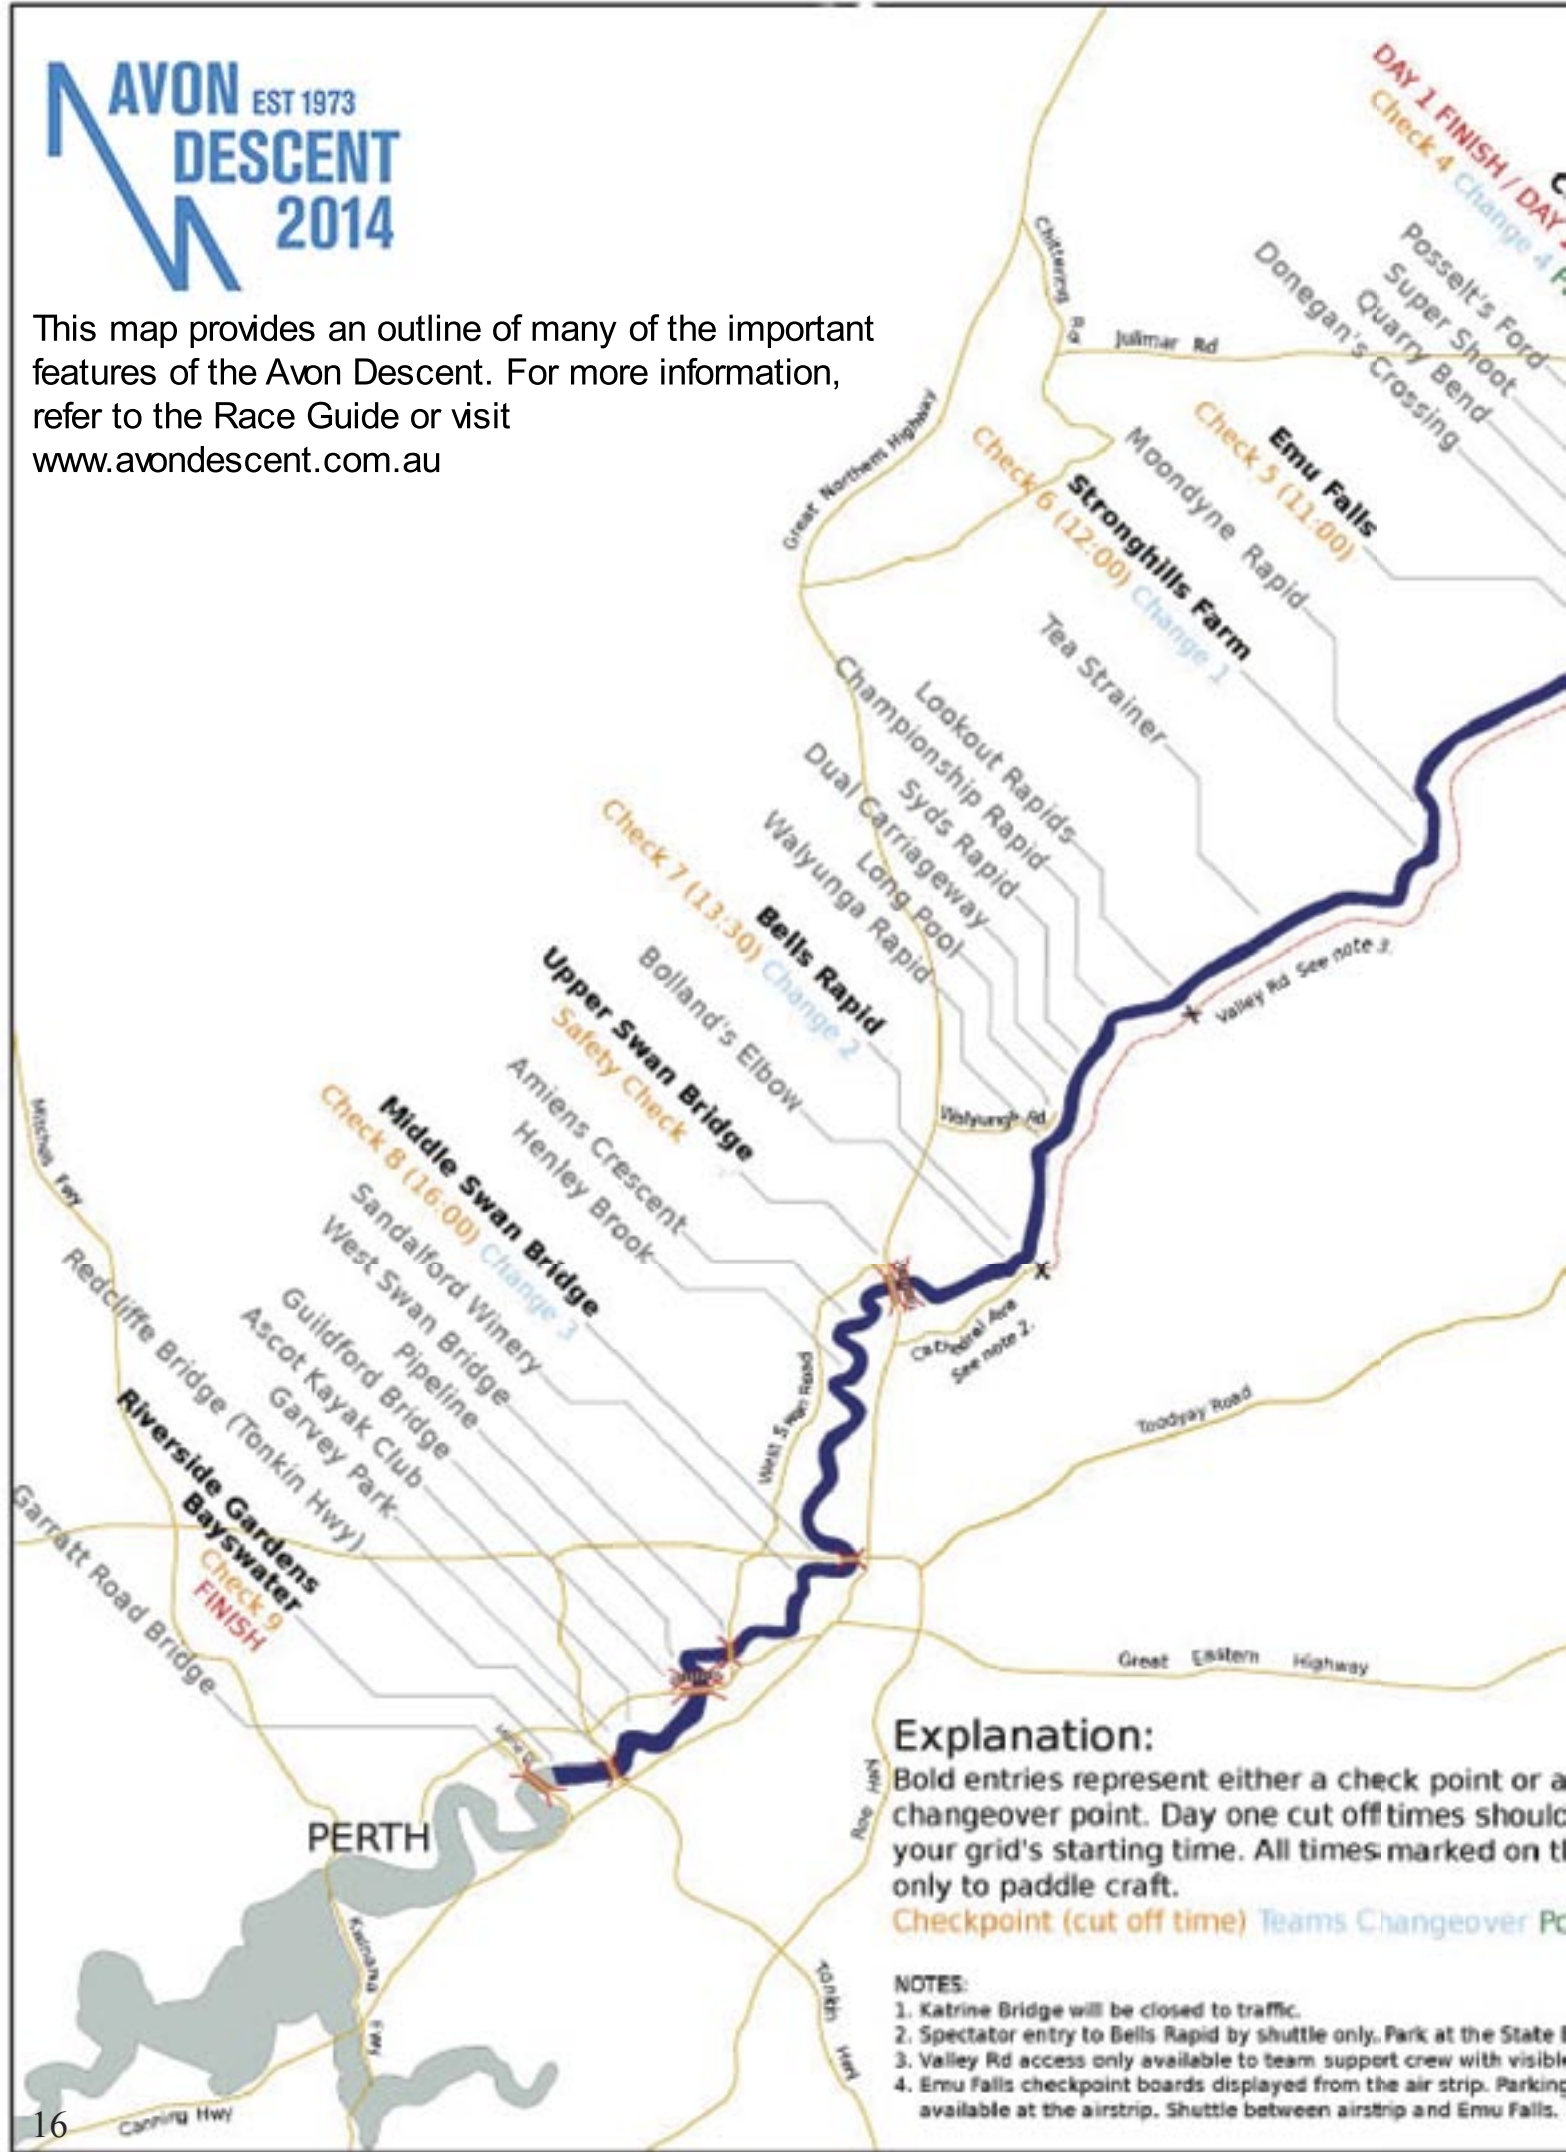 AVON EST 1973
DESCENT
2014
This map provides an outline of many of the important
features of the Avon Descent. For more information,
refer to the Race Guide or visit
www.avondescent.com.au
DAY 1 FINISH / DAY
Check 4 Change 4
Posselt's Ford
Super Shoot
Quarry Bend
Donegan's Crossing
Chittering Rd
Julimar Rd
Great Northern Highway
Emu Falls
Check 5 (11:00)
Moondyne Rapid
Stronghills Farm
Check 6 (12:00) Change 1
Tea Strainer
Lookout Rapids
Championship Rapid
Syds Rapid
Dual Carriageway
Long Pool
Walyunga Rapid
Bells Rapid
Check 7 (13:30) Change 2
Bolland's Elbow
Upper Swan Bridge
Safety Check
Amiens Crescent
Henley Brook
Middle Swan Bridge
Check 8 (16:00) Change 3
Sandalford Winery
West Swan Bridge
Pipeline
Guildford Bridge
Ascot Kayak Club
Garvey Park
Redcliffe Bridge (Tonkin Hwy)
Riverside Gardens
Bayswater
Check 9
FINISH
Garratt Road Bridge
Valley Rd See note 3.
Walyunga Rd
Cathedral Ave
See note 2.
West Swan Road
Toodyay Road
Mitchell Fwy
Great Eastern Highway
Roe Hwy
PERTH
Kwinana Fwy
Tonkin Hwy
Canning Hwy
Explanation:
Bold entries represent either a check point or a
changeover point. Day one cut off times should
your grid's starting time. All times marked on th
only to paddle craft.
Checkpoint (cut off time) Teams Changeover Po
NOTES:
1. Katrine Bridge will be closed to traffic.
2. Spectator entry to Bells Rapid by shuttle only. Park at the State
3. Valley Rd access only available to team support crew with visible
4. Emu Falls checkpoint boards displayed from the air strip. Parking
available at the airstrip. Shuttle between airstrip and Emu Falls.
16